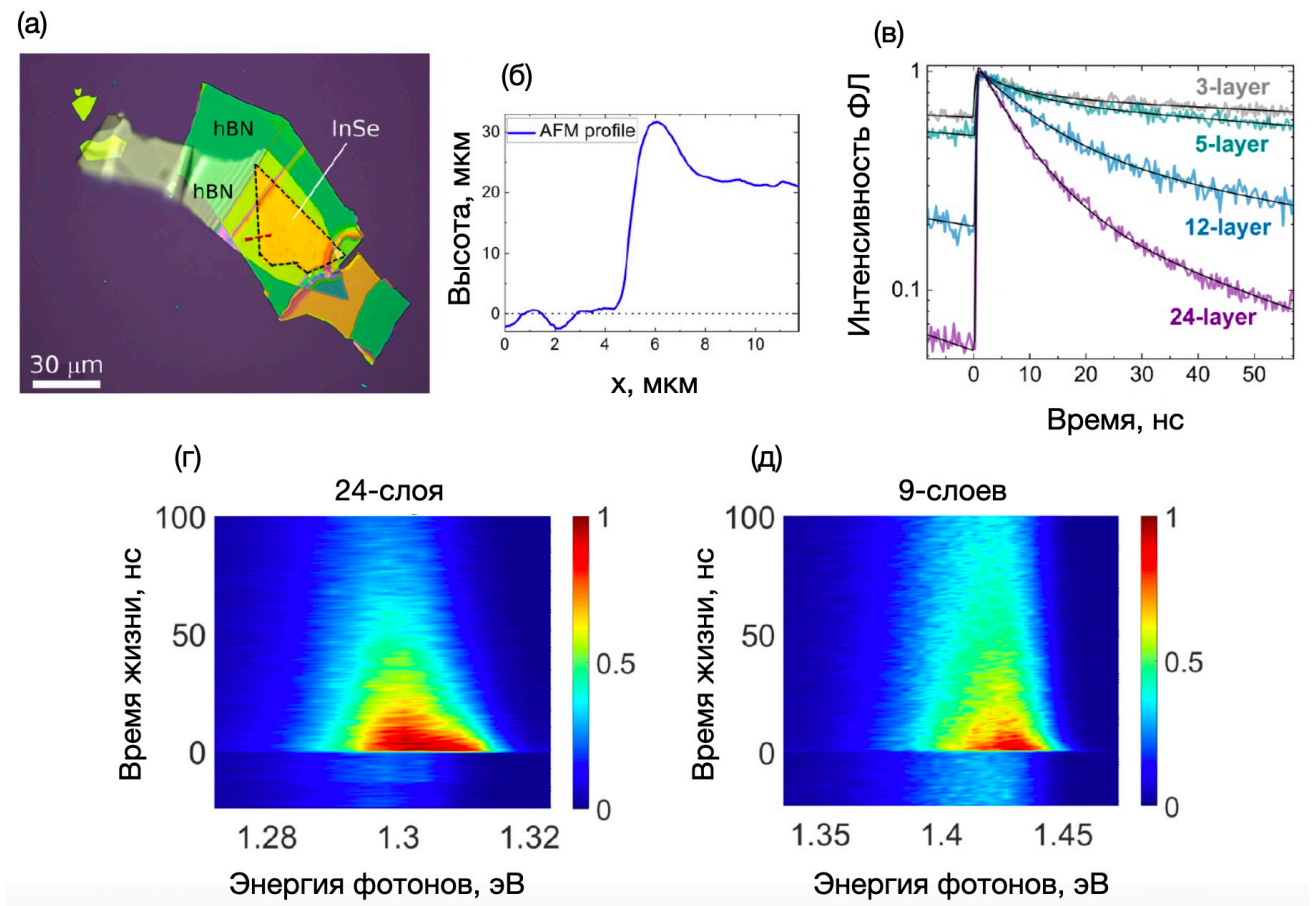 (а)
hBN
InSe
hBN
30 μm
(б)
AFM profile
Высота, мкм
30
20
10
0
0 2 4 6 8 10
x, мкм
(в)
Интенсивность ФЛ
1
0.1
3-layer
5-layer
12-layer
24-layer
0 10 20 30 40 50
Время, нс
(г)
24-слоя
Время жизни, нс
100
50
0
1
0.5
0
1.28 1.3 1.32
Энергия фотонов, эВ
(д)
9-слоев
Время жизни, нс
100
50
0
1
0.5
0
1.35 1.4 1.45
Энергия фотонов, эВ